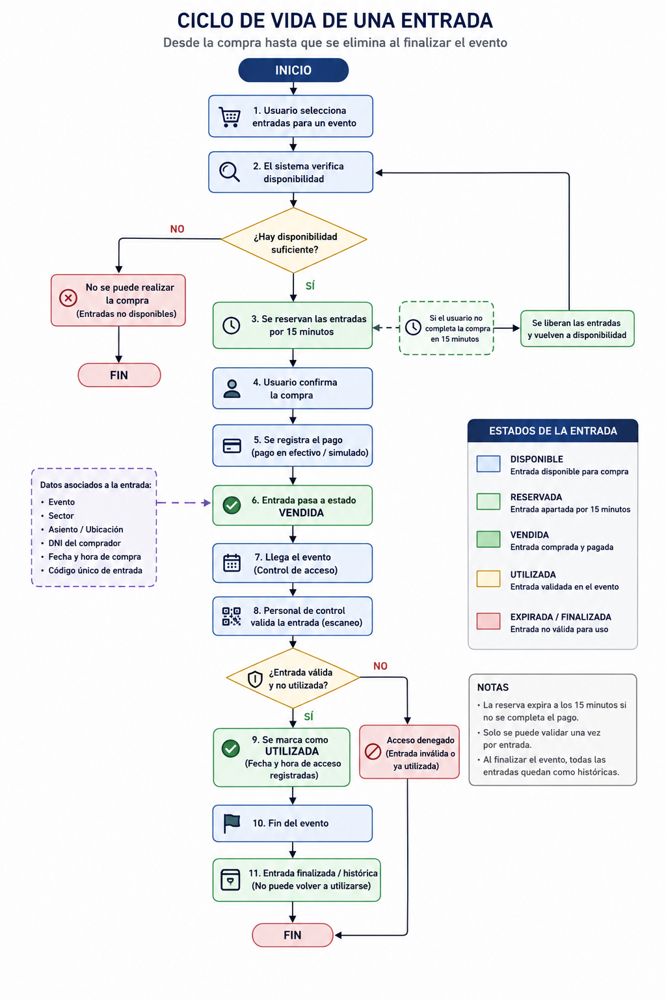 CICLO DE VIDA DE UNA ENTRADA
Desde la compra hasta que se elimina al finalizar el evento
INICIO
1. Usuario selecciona
entradas para un evento
2. El sistema verifica
disponibilidad
¿Hay disponibilidad
suficiente?
NO
No se puede realizar
la compra
(Entradas no disponibles)
FIN
SÍ
3. Se reservan las entradas
por 15 minutos
Si el usuario no
completa la compra
en 15 minutos
Se liberan las entradas
y vuelven a disponibilidad
4. Usuario confirma
la compra
5. Se registra el pago
(pago en efectivo / simulado)
Datos asociados a la entrada:
• Evento
• Sector
• Asiento / Ubicación
• DNI del comprador
• Fecha y hora de compra
• Código único de entrada
6. Entrada pasa a estado
VENDIDA
7. Llega el evento
(Control de acceso)
8. Personal de control
valida la entrada (escaneo)
¿Entrada válida
y no utilizada?
NO
Acceso denegado
(Entrada inválida o
ya utilizada)
SÍ
9. Se marca como
UTILIZADA
(Fecha y hora de acceso
registradas)
10. Fin del evento
11. Entrada finalizada / histórica
(No puede volver a utilizarse)
FIN
ESTADOS DE LA ENTRADA
DISPONIBLE
Entrada disponible para compra
RESERVADA
Entrada apartada por 15 minutos
VENDIDA
Entrada comprada y pagada
UTILIZADA
Entrada validada en el evento
EXPIRADA / FINALIZADA
Entrada no válida para uso
NOTAS
• La reserva expira a los 15 minutos si
no se completa el pago.
• Solo se puede validar una vez
por entrada.
• Al finalizar el evento, todas las
entradas quedan como históricas.